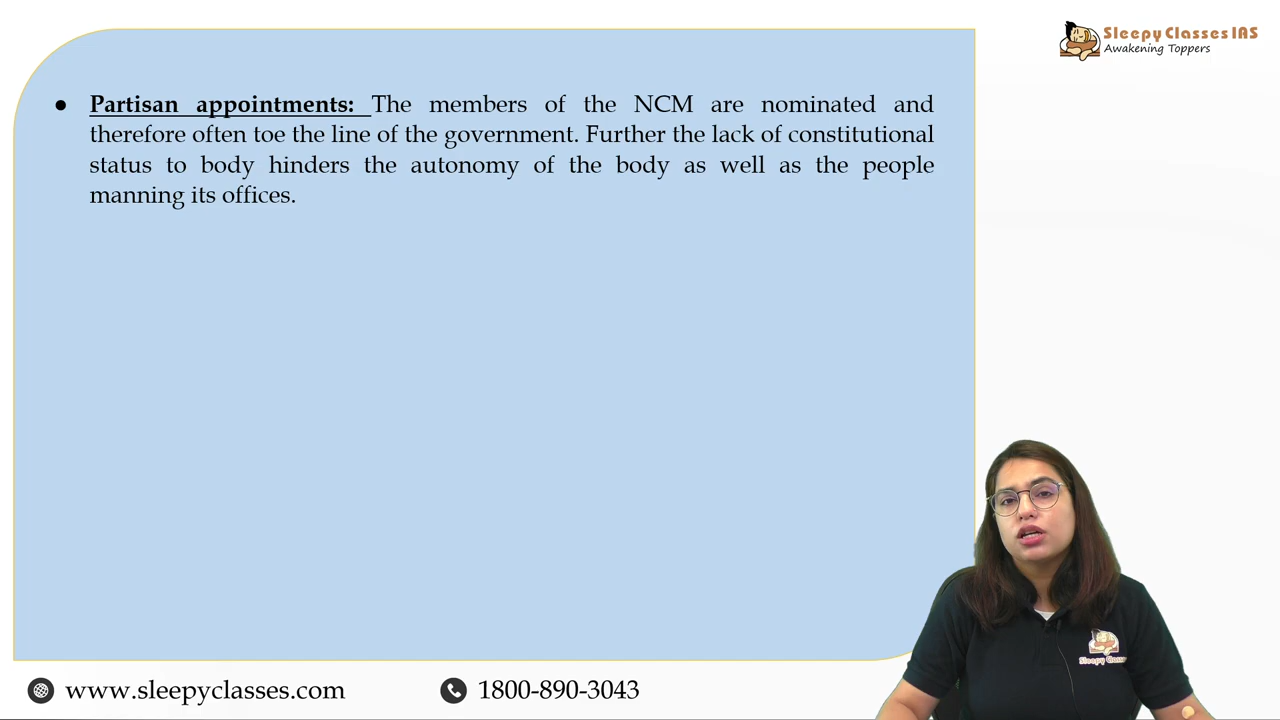 Sleepy Classes IAS
Awakening Toppers
● Partisan appointments: The members of the NCM are nominated and
therefore often toe the line of the government. Further the lack of constitutional
status to body hinders the autonomy of the body as well as the people
manning its offices.
Sleepy Classes
www.sleepyclasses.com
1800-890-3043